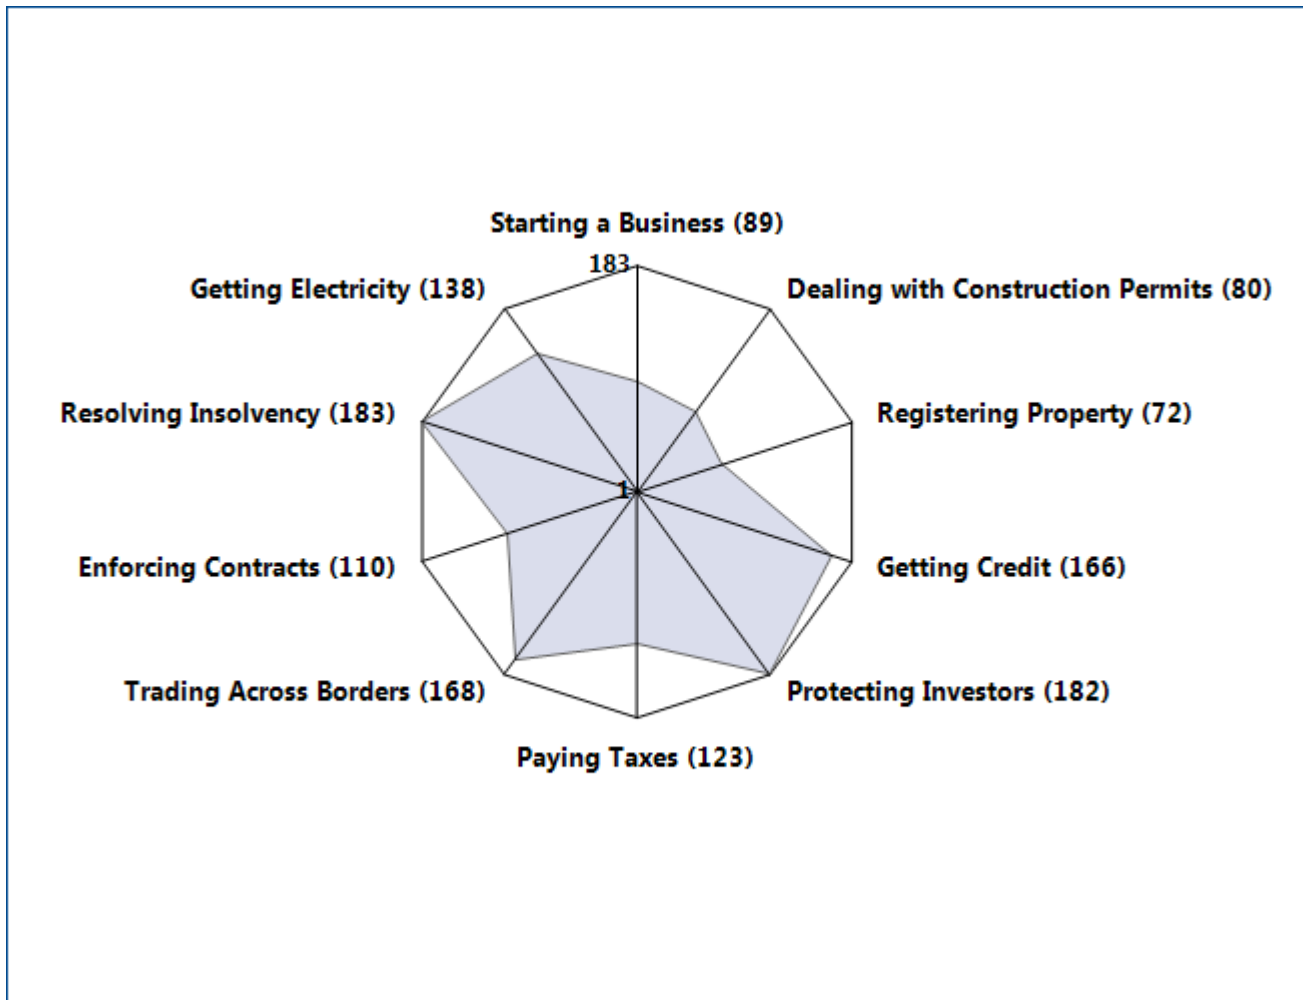 Starting a Business (89)
183
Getting Electricity (138)
Dealing with Construction Permits (80)
Resolving Insolvency (183)
Registering Property (72)
1
Enforcing Contracts (110)
Getting Credit (166)
Trading Across Borders (168)
Protecting Investors (182)
Paying Taxes (123)